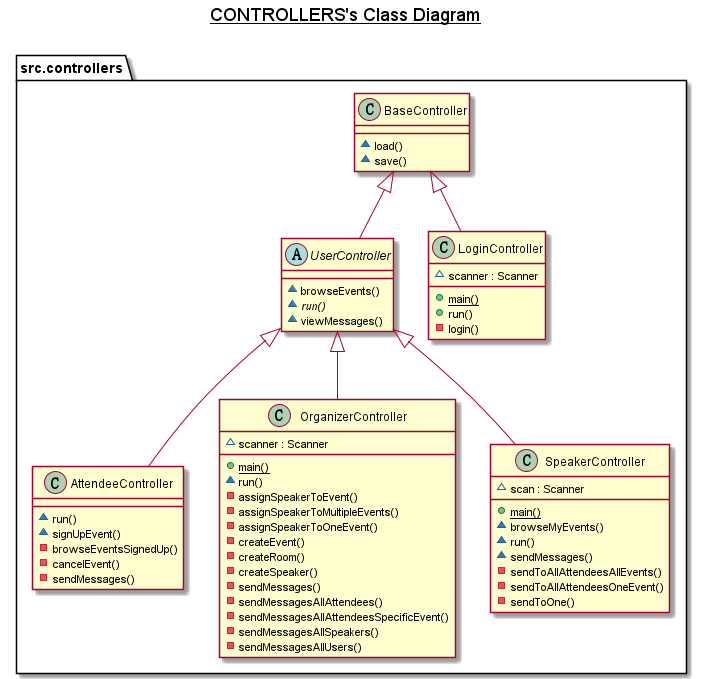 CONTROLLERS's Class Diagram
src.controllers
C BaseController
load()
save()
A UserController
browseEvents()
run()
viewMessages()
C LoginController
scanner : Scanner
main()
run()
login()
C AttendeeController
run()
signUpEvent()
browseEventsSignedUp()
cancelEvent()
sendMessages()
C OrganizerController
scanner : Scanner
main()
run()
assignSpeakerToEvent()
assignSpeakerToMultipleEvents()
assignSpeakerToOneEvent()
createEvent()
createRoom()
createSpeaker()
sendMessages()
sendMessagesAllAttendees()
sendMessagesAllAttendeesSpecificEvent()
sendMessagesAllSpeakers()
sendMessagesAllUsers()
C SpeakerController
scan : Scanner
main()
browseMyEvents()
run()
sendMessages()
sendToAllAttendeesAllEvents()
sendToAllAttendeesOneEvent()
sendToOne()